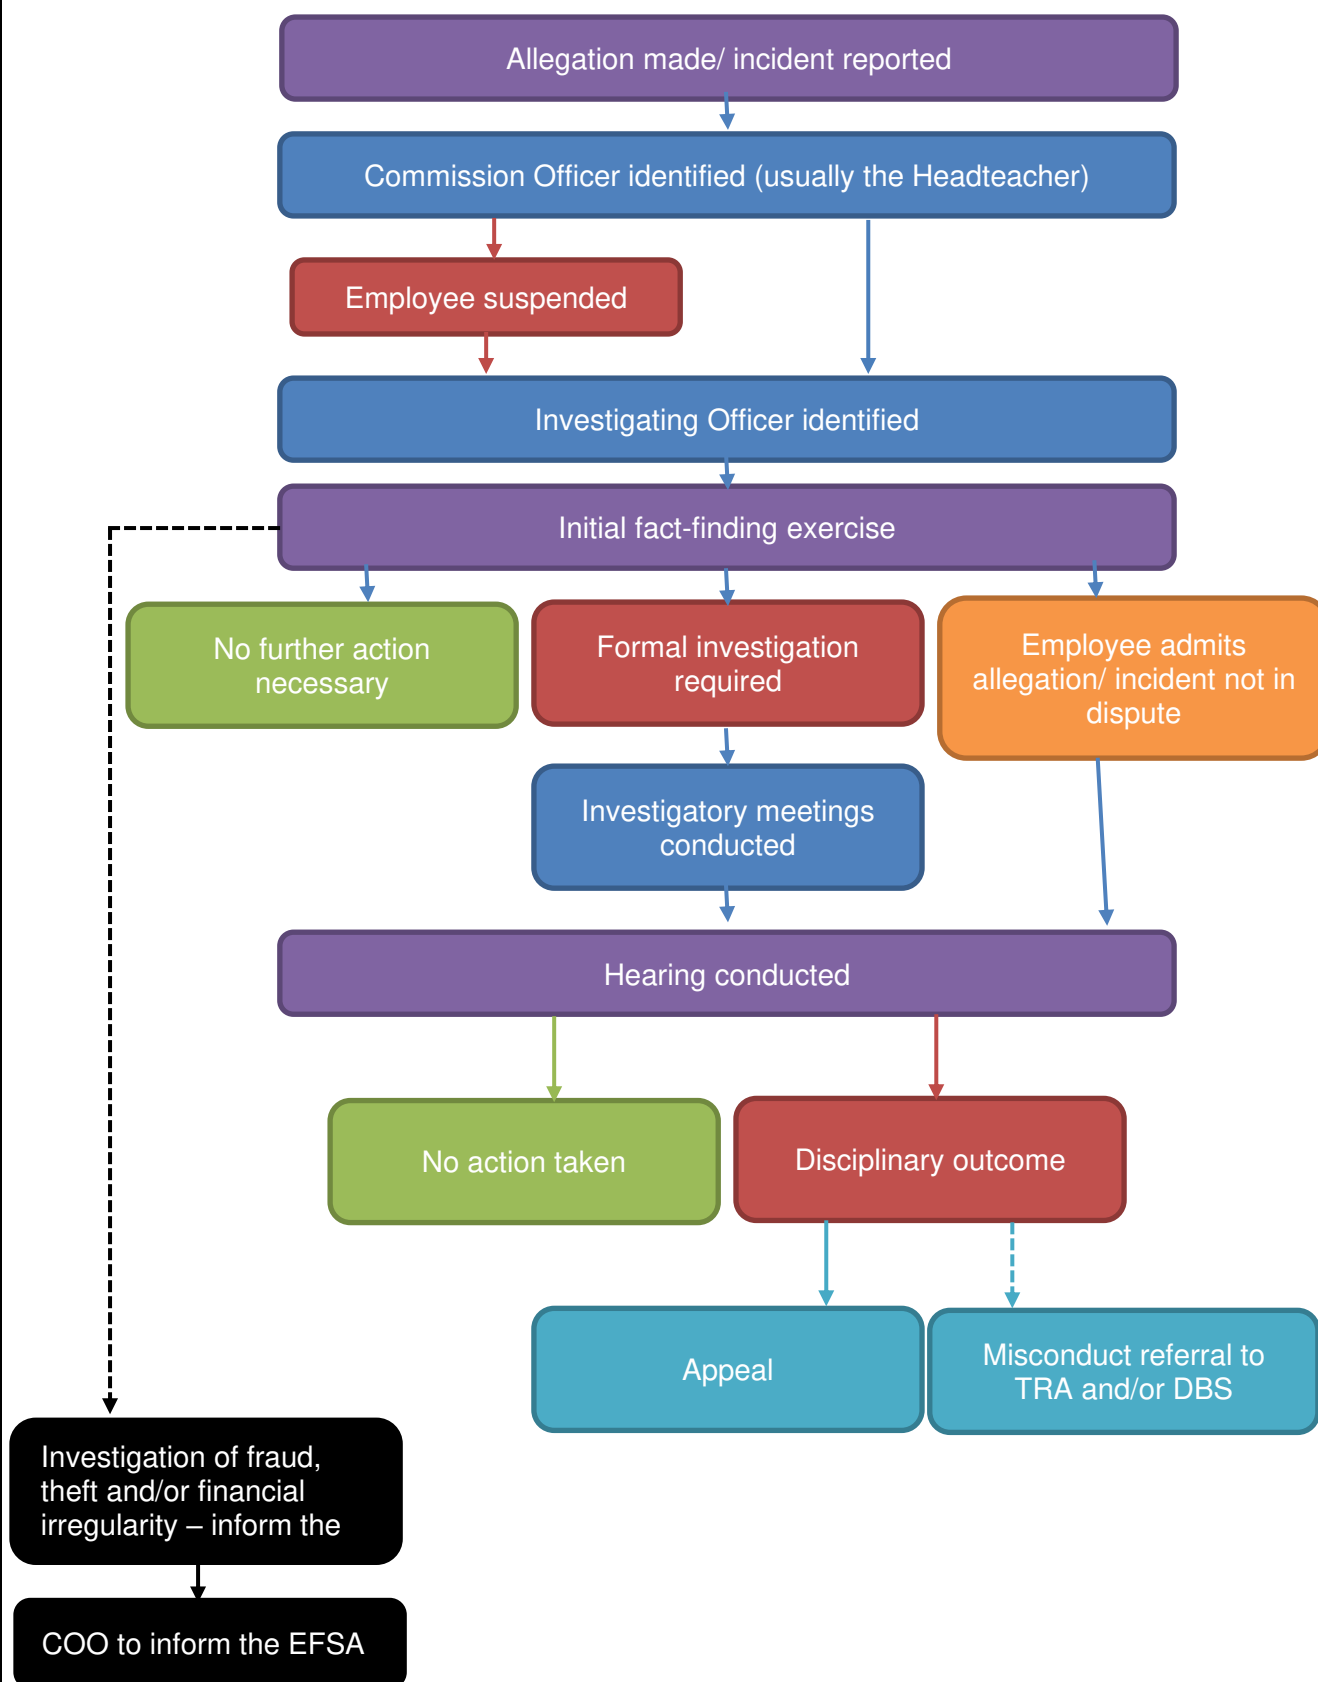 Allegation made/ incident reported
Commission Officer identified (usually the Headteacher)
Employee suspended
Investigating Officer identified
Initial fact-finding exercise
No further action
necessary
Formal investigation
required
Employee admits
allegation/ incident not in
dispute
Investigatory meetings
conducted
Hearing conducted
No action taken
Disciplinary outcome
Appeal
Misconduct referral to
TRA and/or DBS
Investigation of fraud,
theft and/or financial
irregularity – inform the
COO to inform the EFSA